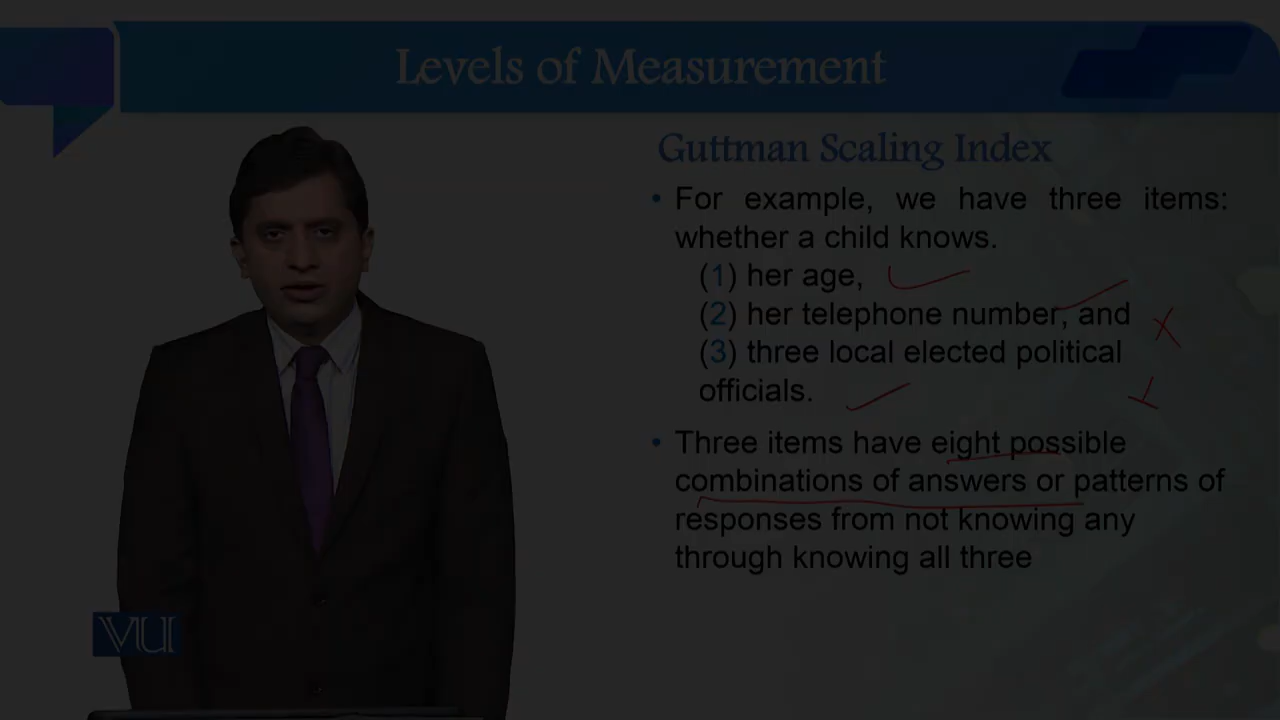 Levels of Measurement
Guttman Scaling Index
• For example, we have three items:
whether a child knows.
(1) her age,
(2) her telephone number, and
(3) three local elected political
officials.
• Three items have eight possible
combinations of answers or patterns of
responses from not knowing any
through knowing all three
VUI